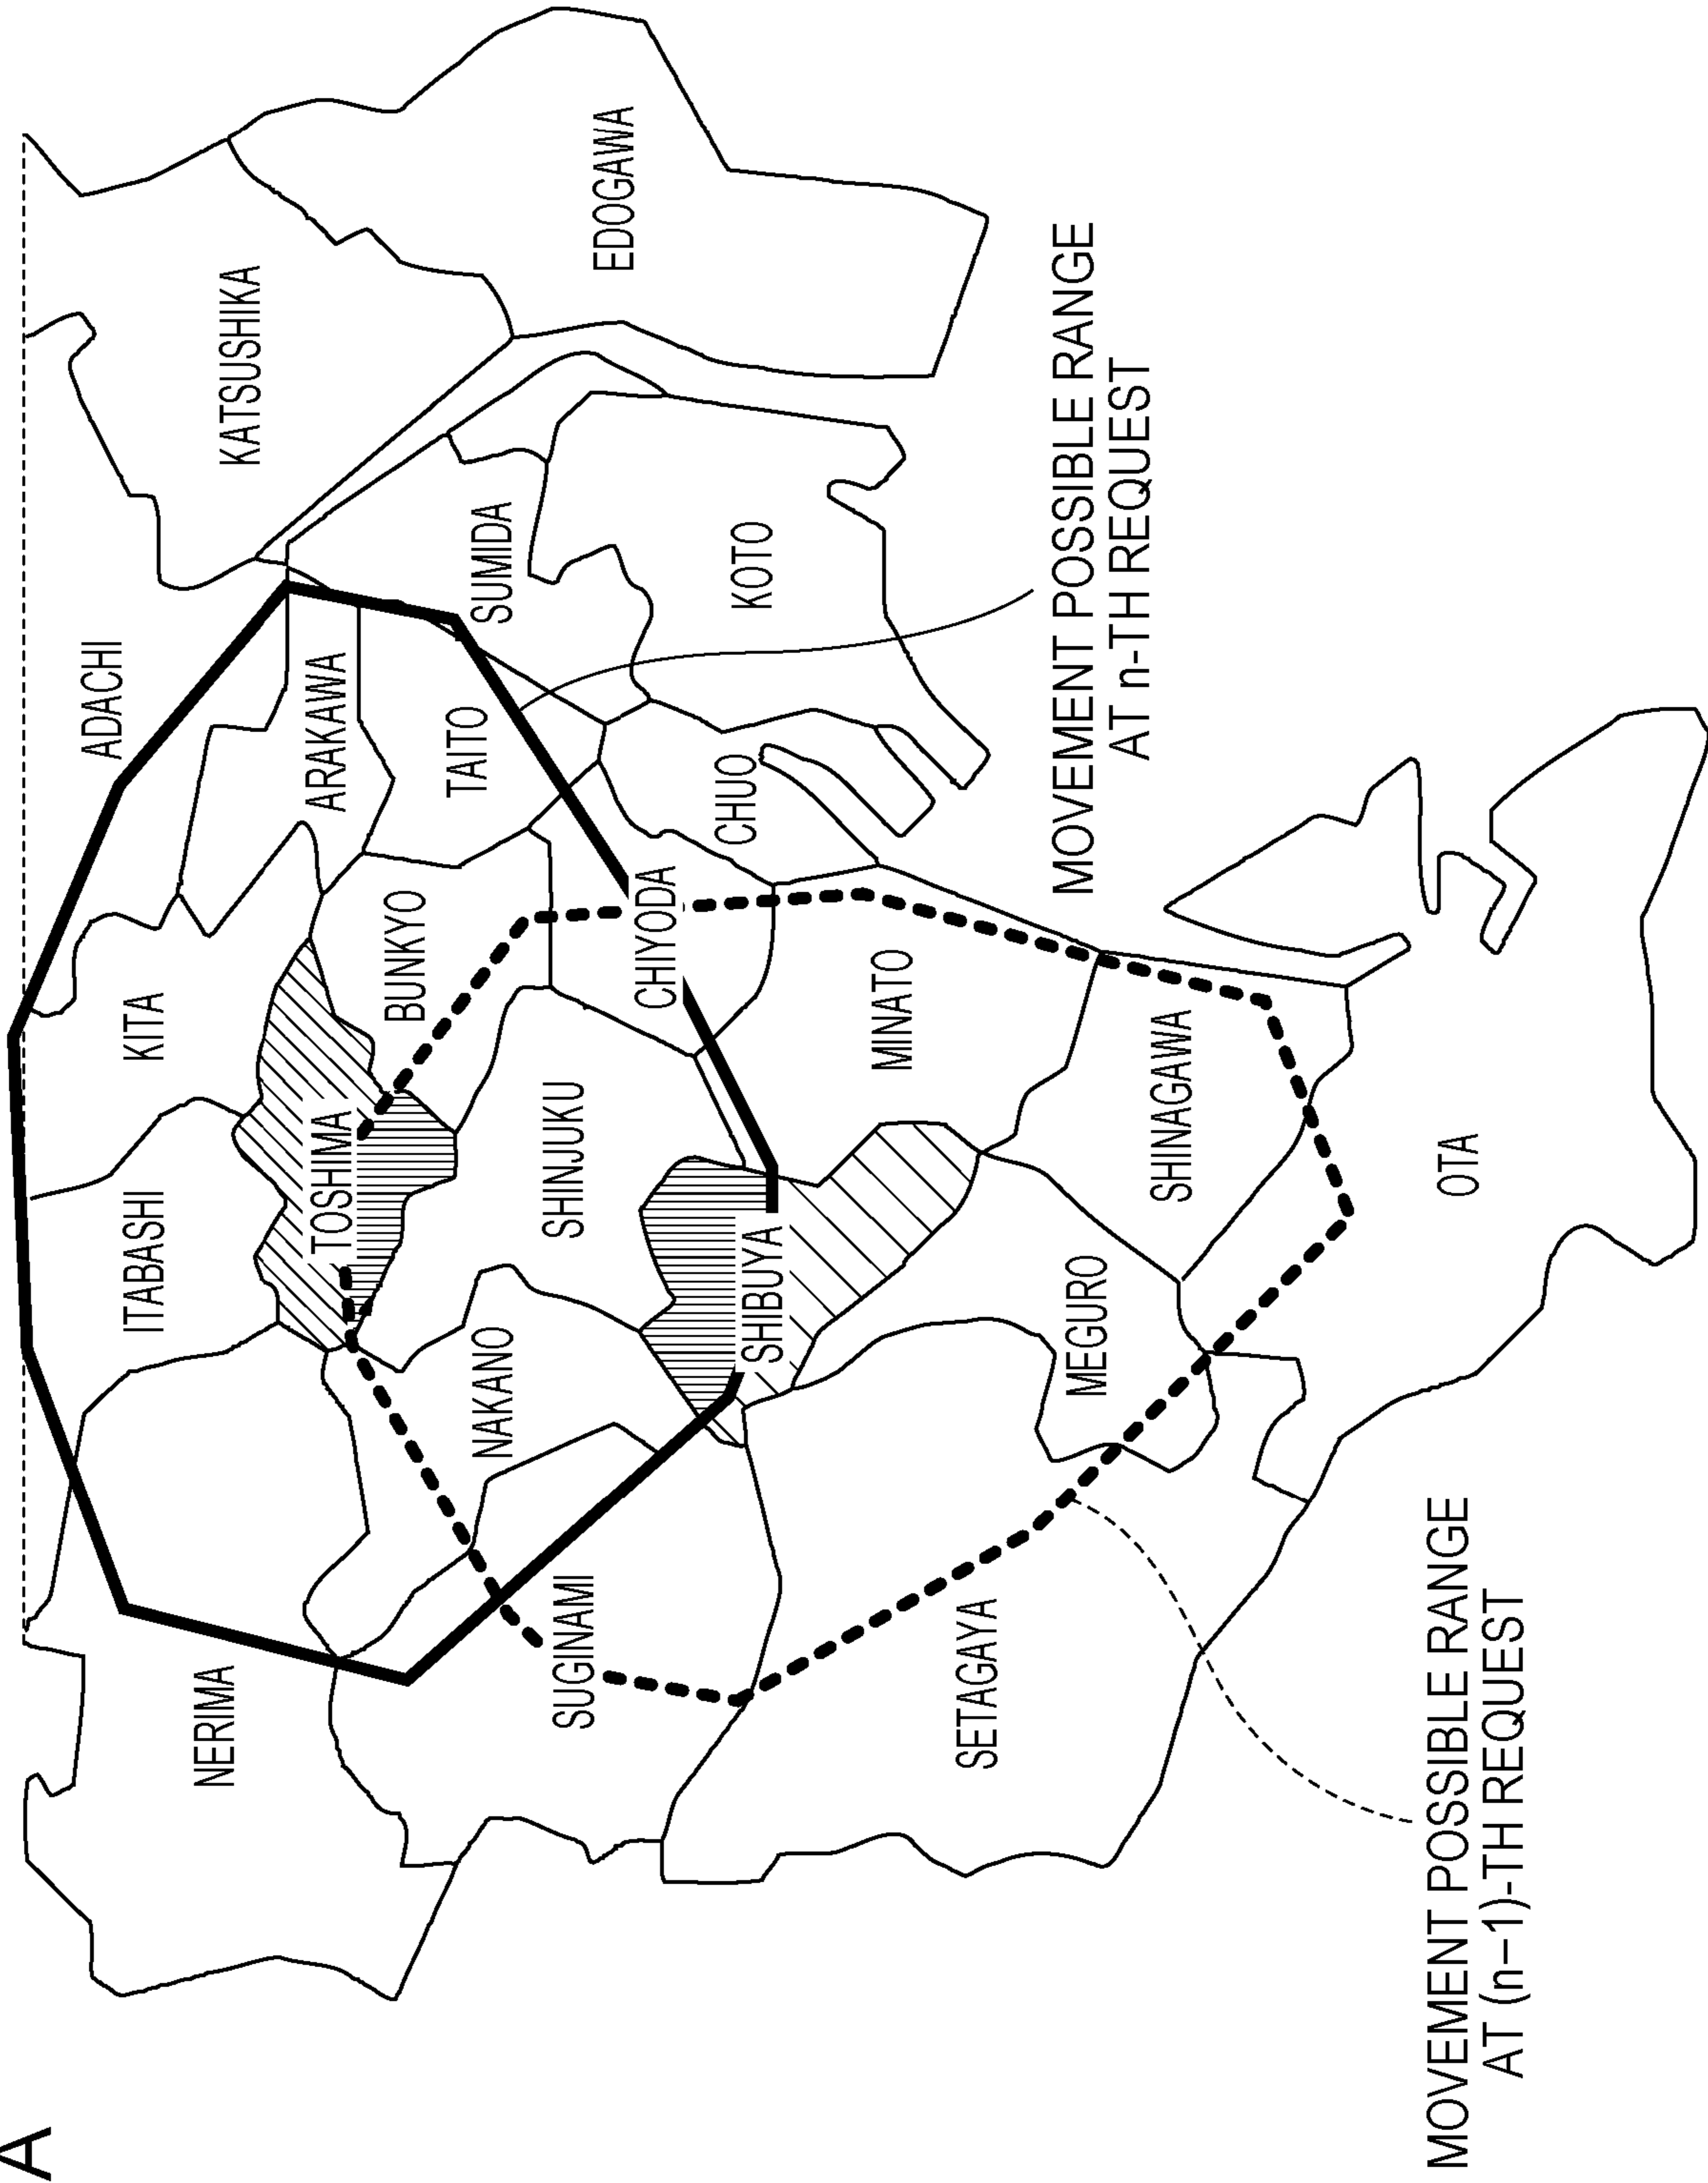 A
ADACHI
KATSUSHIKA
KITA
ITABASHI
NERIMA
ARAKAWA
TOSHIMA
BUNKYO
TAITO
SUMIDA
EDOGAWA
NAKANO
SHINJUKU
SUGINAMI
CHIYODA
CHUO
KOTO
SHIBUYA
MINATO
SETAGAYA
MEGURO
SHINAGAWA
OTA
MOVEMENT POSSIBLE RANGE
AT n-TH REQUEST
MOVEMENT POSSIBLE RANGE
AT (n−1)-TH REQUEST